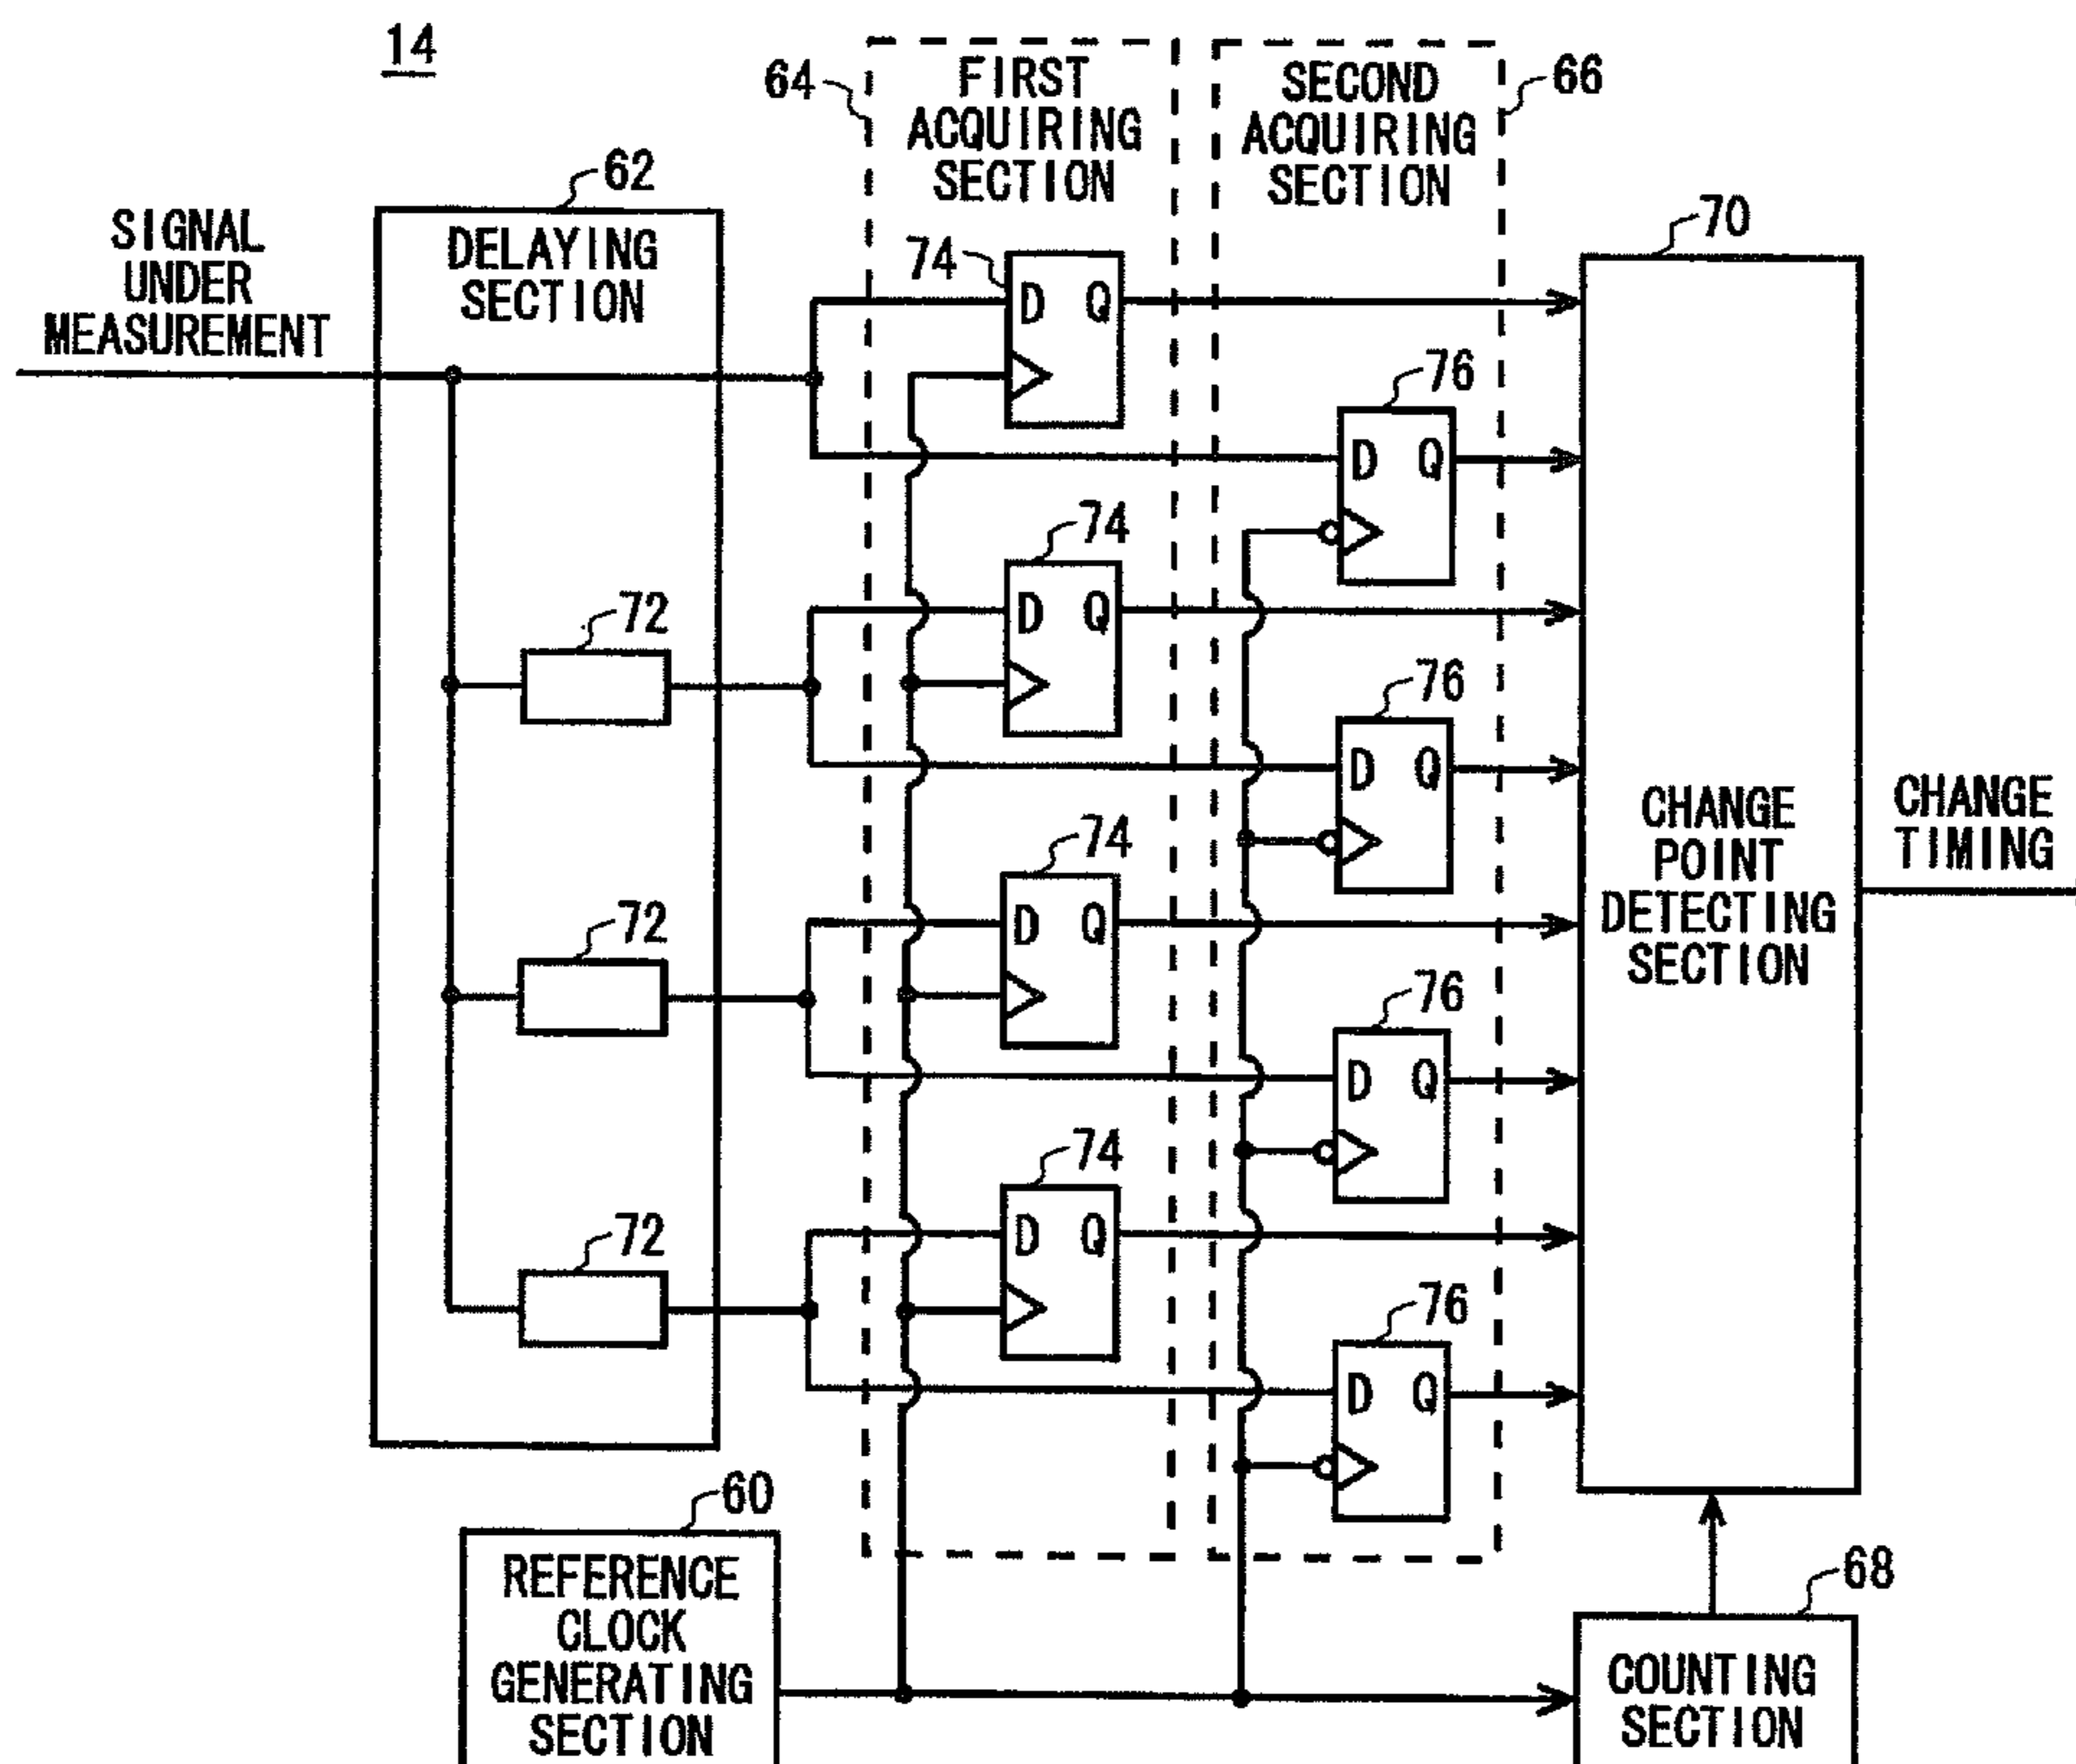 14
64
FIRST
ACQUIRING
SECTION
SECOND
ACQUIRING
SECTION
66
62
SIGNAL
UNDER
MEASUREMENT
DELAYING
SECTION
70
74
D Q
76
D Q
74
D Q
72
76
D Q
CHANGE
POINT
DETECTING
SECTION
CHANGE
TIMING
74
D Q
72
76
D Q
74
D Q
72
76
D Q
60
REFERENCE
CLOCK
GENERATING
SECTION
68
COUNTING
SECTION